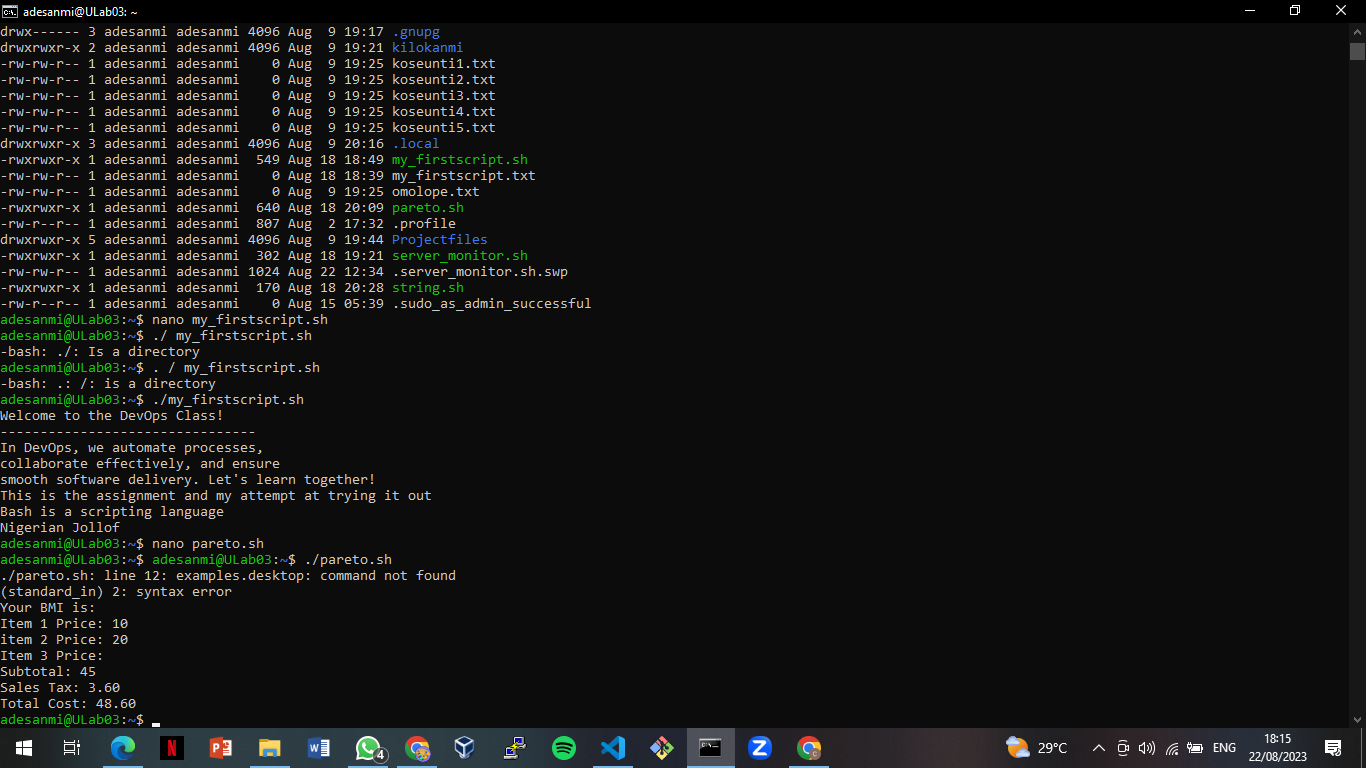 adesanmi@ULab03: ~
drwx------ 3 adesanmi adesanmi 4096 Aug  9 19:17 .gnupg
drwxrwxr-x 2 adesanmi adesanmi 4096 Aug  9 19:21 kilokanmi
-rw-rw-r-- 1 adesanmi adesanmi    0 Aug  9 19:25 koseunti1.txt
-rw-rw-r-- 1 adesanmi adesanmi    0 Aug  9 19:25 koseunti2.txt
-rw-rw-r-- 1 adesanmi adesanmi    0 Aug  9 19:25 koseunti3.txt
-rw-rw-r-- 1 adesanmi adesanmi    0 Aug  9 19:25 koseunti4.txt
-rw-rw-r-- 1 adesanmi adesanmi    0 Aug  9 19:25 koseunti5.txt
drwxrwxr-x 3 adesanmi adesanmi 4096 Aug  9 20:16 .local
-rwxrwxr-x 1 adesanmi adesanmi  549 Aug 18 18:49 my_firstscript.sh
-rw-rw-r-- 1 adesanmi adesanmi    0 Aug 18 18:39 my_firstscript.txt
-rw-rw-r-- 1 adesanmi adesanmi    0 Aug  9 19:25 omolope.txt
-rwxrwxr-x 1 adesanmi adesanmi  640 Aug 18 20:09 pareto.sh
-rw-r--r-- 1 adesanmi adesanmi  807 Aug  2 17:32 .profile
drwxrwxr-x 5 adesanmi adesanmi 4096 Aug  9 19:44 Projectfiles
-rwxrwxr-x 1 adesanmi adesanmi  302 Aug 18 19:21 server_monitor.sh
-rw-rw-r-- 1 adesanmi adesanmi 1024 Aug 22 12:34 .server_monitor.sh.swp
-rwxrwxr-x 1 adesanmi adesanmi  170 Aug 18 20:28 string.sh
-rw-r--r-- 1 adesanmi adesanmi    0 Aug 15 05:39 .sudo_as_admin_successful
adesanmi@ULab03:~$ nano my_firstscript.sh
adesanmi@ULab03:~$ ./ my_firstscript.sh
-bash: ./: Is a directory
adesanmi@ULab03:~$ . / my_firstscript.sh
-bash: .: /: is a directory
adesanmi@ULab03:~$ ./my_firstscript.sh
Welcome to the DevOps Class!
--------------------------------
In DevOps, we automate processes,
collaborate effectively, and ensure
smooth software delivery. Let's learn together!
This is the assignment and my attempt at trying it out
Bash is a scripting language
Nigerian Jollof
adesanmi@ULab03:~$ nano pareto.sh
adesanmi@ULab03:~$ adesanmi@ULab03:~$ ./pareto.sh
./pareto.sh: line 12: examples.desktop: command not found
(standard_in) 2: syntax error
Your BMI is:
Item 1 Price: 10
item 2 Price: 20
Item 3 Price:
Subtotal: 45
Sales Tax: 3.60
Total Cost: 48.60
adesanmi@ULab03:~$
4
29°C
ENG
18:15
22/08/2023